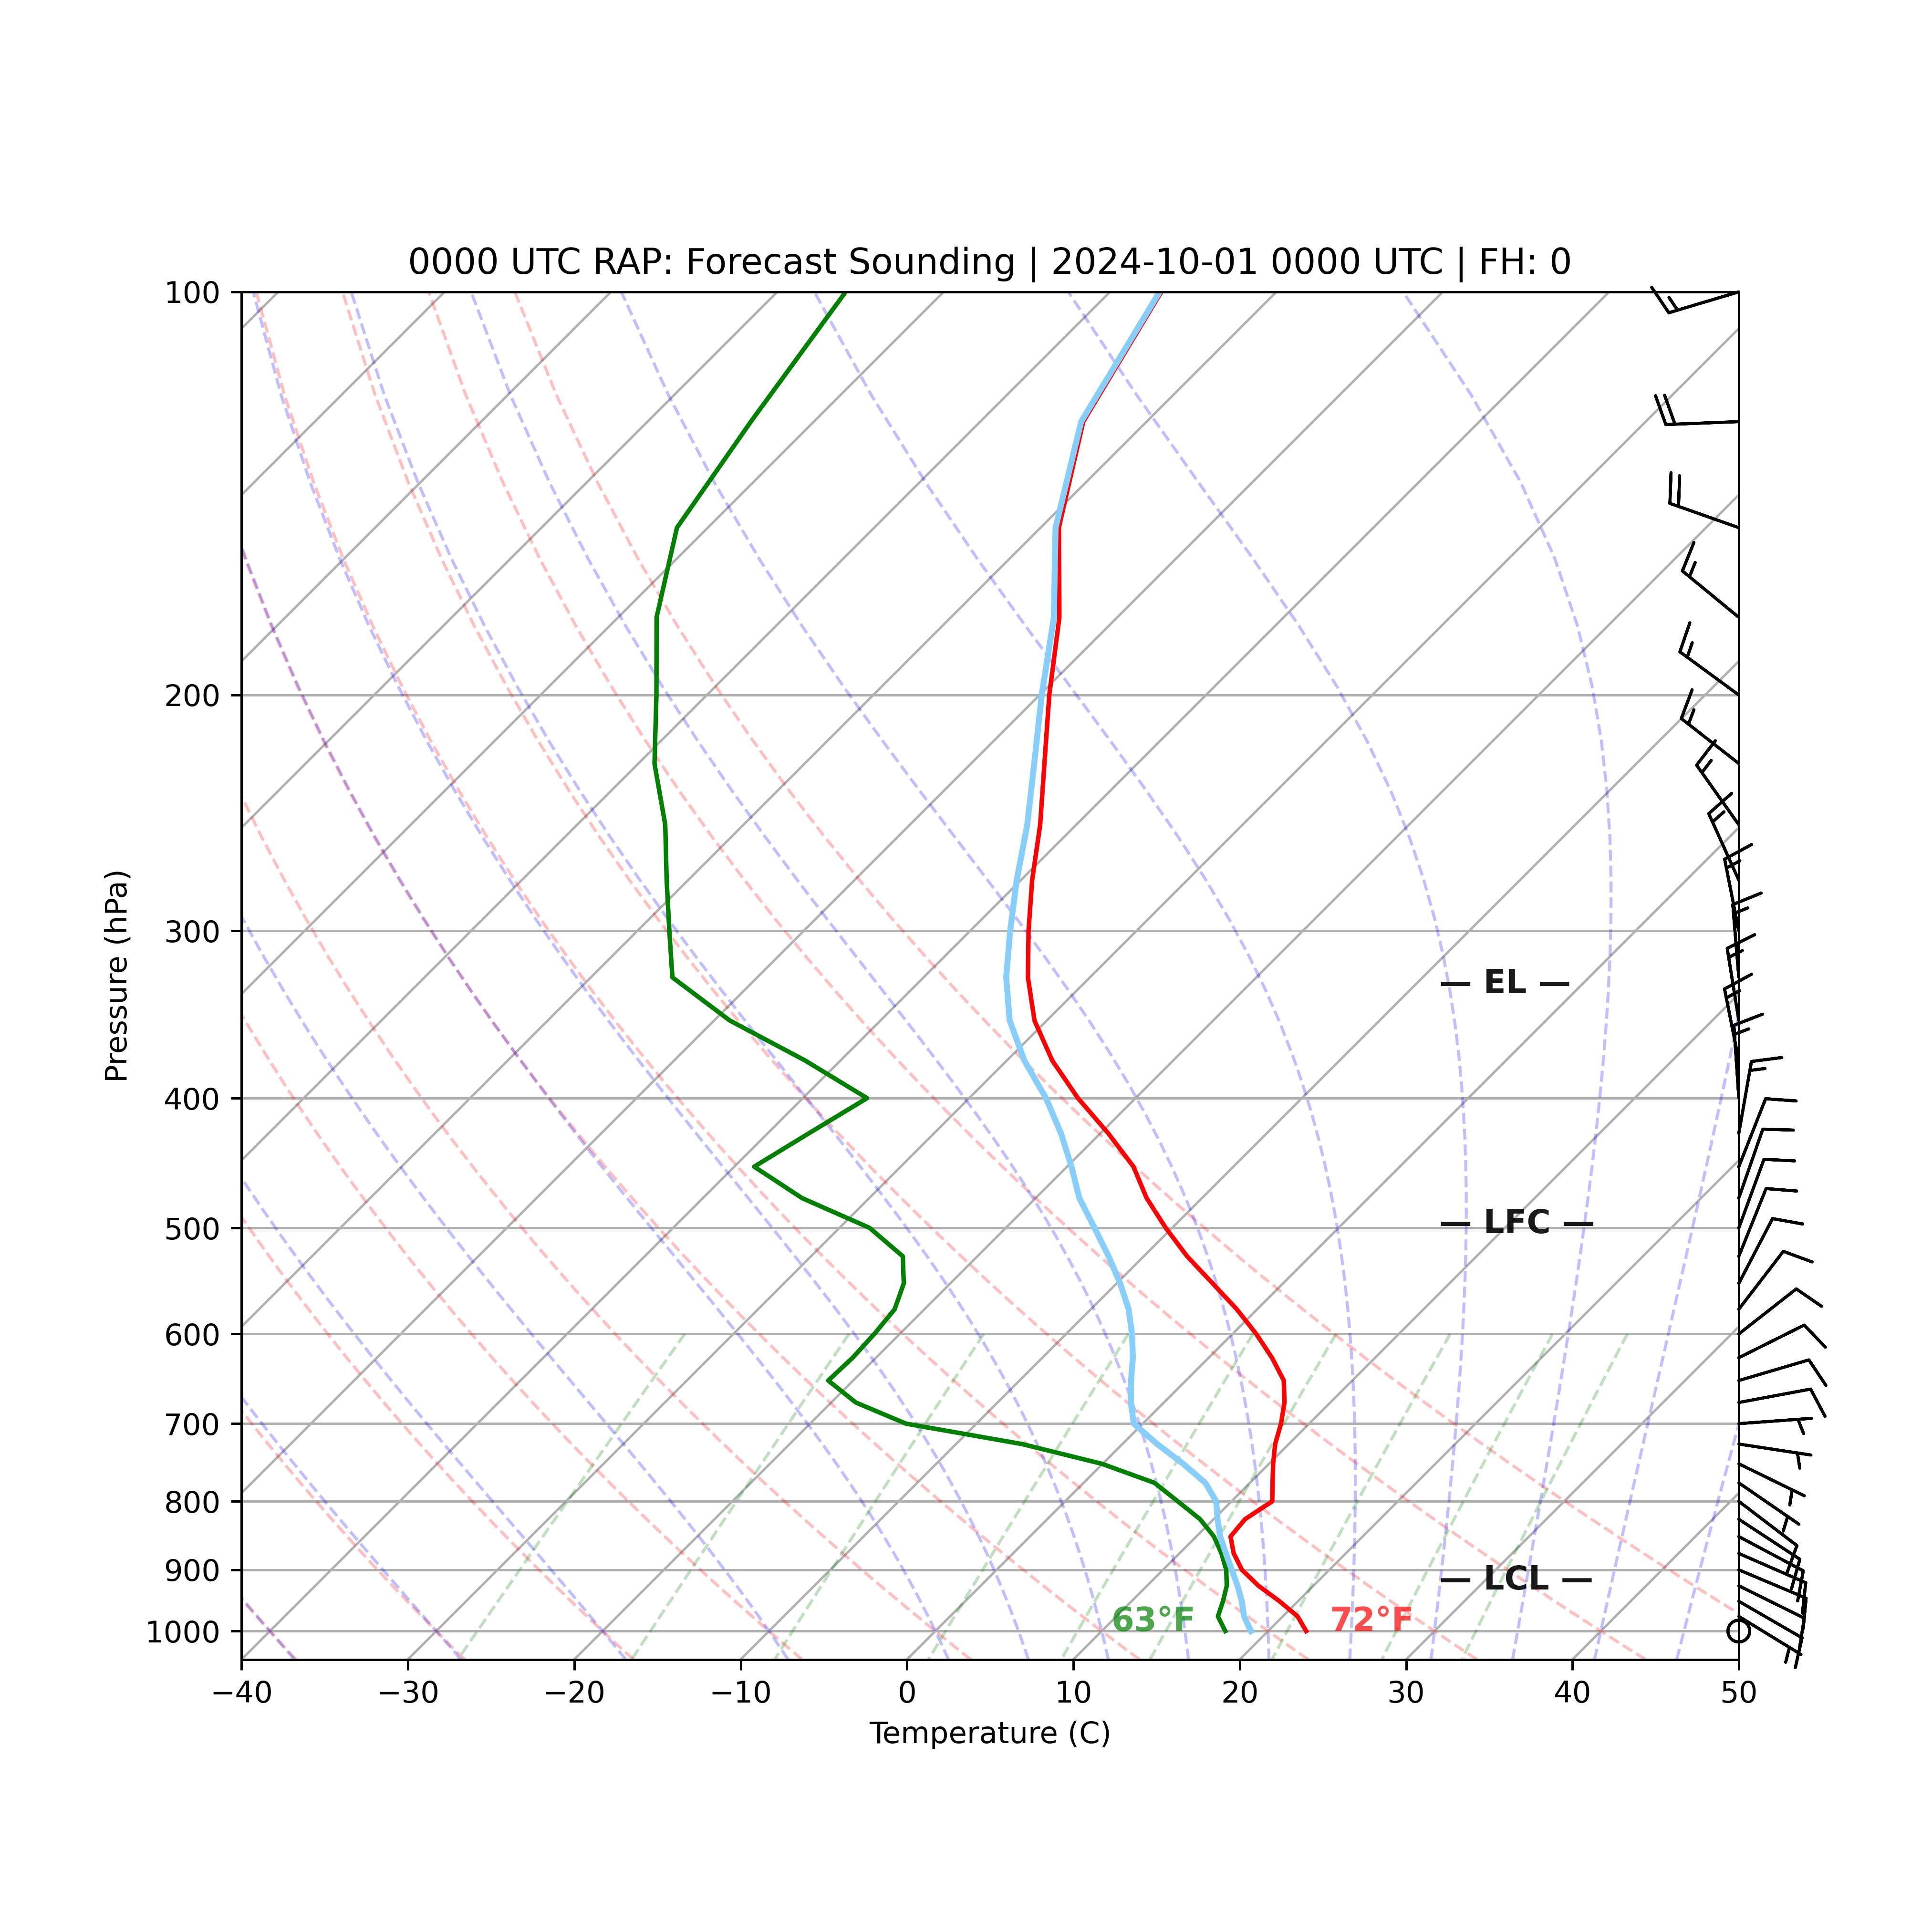 0000 UTC RAP: Forecast Sounding | 2024-10-01 0000 UTC | FH: 0
100
200
300
400
500
600
700
800
900
1000
Pressure (hPa)
— EL —
— LFC —
— LCL —
63°F
72°F
−40 −30 −20 −10 0 10 20 30 40 50
Temperature (C)